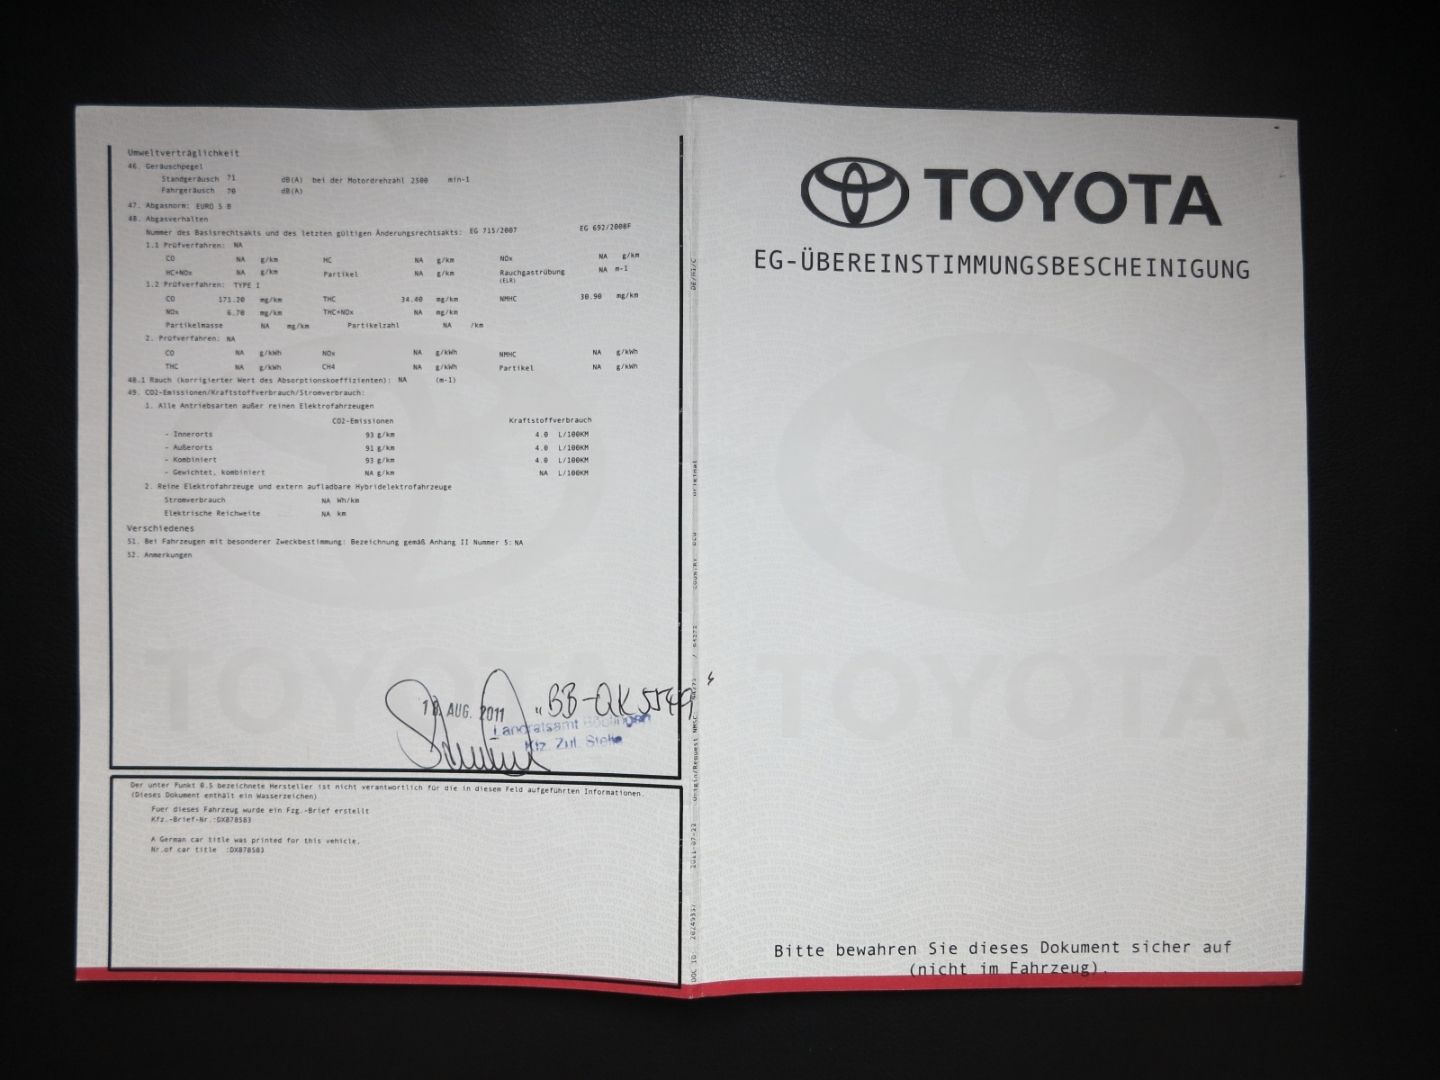 Umweltverträglichkeit
46. Geräuschpegel
Standgeräusch 71 dB(A) bei der Motordrehzahl 2500 min-1
Fahrgeräusch 70 dB(A)
47. Abgasnorm: EURO 5 B
48. Abgasverhalten
Nummer des Basisrechtsakts und des letzten gültigen Änderungsrechtsakts: EG 715/2007 EG 692/2008F
1.1 Prüfverfahren: NA
CO NA g/km HC NA g/km NOx NA g/km
HC+NOx NA g/km Partikel NA g/km Rauchgastrübung NA m-1
(ELR)
1.2 Prüfverfahren: TYPE I
CO 171.20 mg/km THC 34.40 mg/km NMHC 30.90 mg/km
NOx 6.70 mg/km THC+NOx NA mg/km
Partikelmasse NA mg/km Partikelzahl NA /km
2. Prüfverfahren: NA
CO NA g/kWh NOx NA g/kWh NMHC NA g/kWh
THC NA g/kWh CH4 NA g/kWh Partikel NA g/kWh
48.1 Rauch (korrigierter Wert des Absorptionskoeffizienten): NA (m-1)
49. CO2-Emissionen/Kraftstoffverbrauch/Stromverbrauch:
1. Alle Antriebsarten außer reinen Elektrofahrzeugen
CO2-Emissionen Kraftstoffverbrauch
- Innerorts 93 g/km 4.0 L/100KM
- Außerorts 91 g/km 4.0 L/100KM
- Kombiniert 93 g/km 4.0 L/100KM
- Gewichtet, kombiniert NA g/km NA L/100KM
2. Reine Elektrofahrzeuge und extern aufladbare Hybridelektrofahrzeuge
Stromverbrauch NA Wh/km
Elektrische Reichweite NA km
Verschiedenes
51. Bei Fahrzeugen mit besonderer Zweckbestimmung: Bezeichnung gemäß Anhang II Nummer 5: NA
52. Anmerkungen
18. AUG. 2011 "BB-QK5549"
Landratsamt Böblingen
Kfz. Zul. Stelle
Der unter Punkt 0.5 bezeichnete Hersteller ist nicht verantwortlich für die in diesem Feld aufgeführten Informationen.
(Dieses Dokument enthält ein Wasserzeichen)
Fuer dieses Fahrzeug wurde ein Fzg.-Brief erstellt
Kfz.-Brief-Nr.:DX878583
A German car title was printed for this vehicle.
Nr.of car title :DX878583
DE/HI/C
Original
2011-07-22
TOYOTA
TOYOTA
EG-ÜBEREINSTIMMUNGSBESCHEINIGUNG
TOYOTA
Bitte bewahren Sie dieses Dokument sicher auf
(nicht im Fahrzeug).